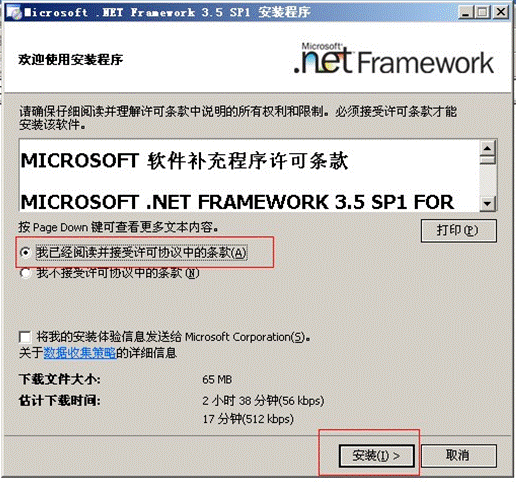 Microsoft .NET Framework 3.5 SP1 安装程序
欢迎使用安装程序
Microsoft
.net Framework
请确保仔细阅读并理解许可条款中说明的所有权利和限制。必须接受许可条款才能
安装该软件。
MICROSOFT 软件补充程序许可条款
MICROSOFT .NET FRAMEWORK 3.5 SP1 FOR
按 Page Down 键可查看更多文本内容。
打印(P)
我已经阅读并接受许可协议中的条款(A)
我不接受许可协议中的条款(N)
将我的安装体验信息发送给 Microsoft Corporation(S)。
关于数据收集策略的详细信息
下载文件大小: 65 MB
估计下载时间: 2 小时 38 分钟(56 kbps)
17 分钟(512 kbps)
安装(I) >
取消